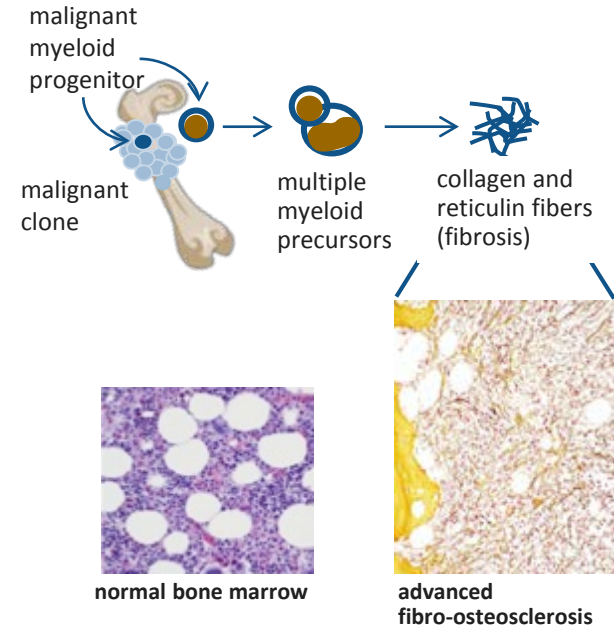 malignant
myeloid
progenitor
malignant
clone
multiple
myeloid
precursors
collagen and
reticulin fibers
(fibrosis)
normal bone marrow
advanced
fibro-osteosclerosis